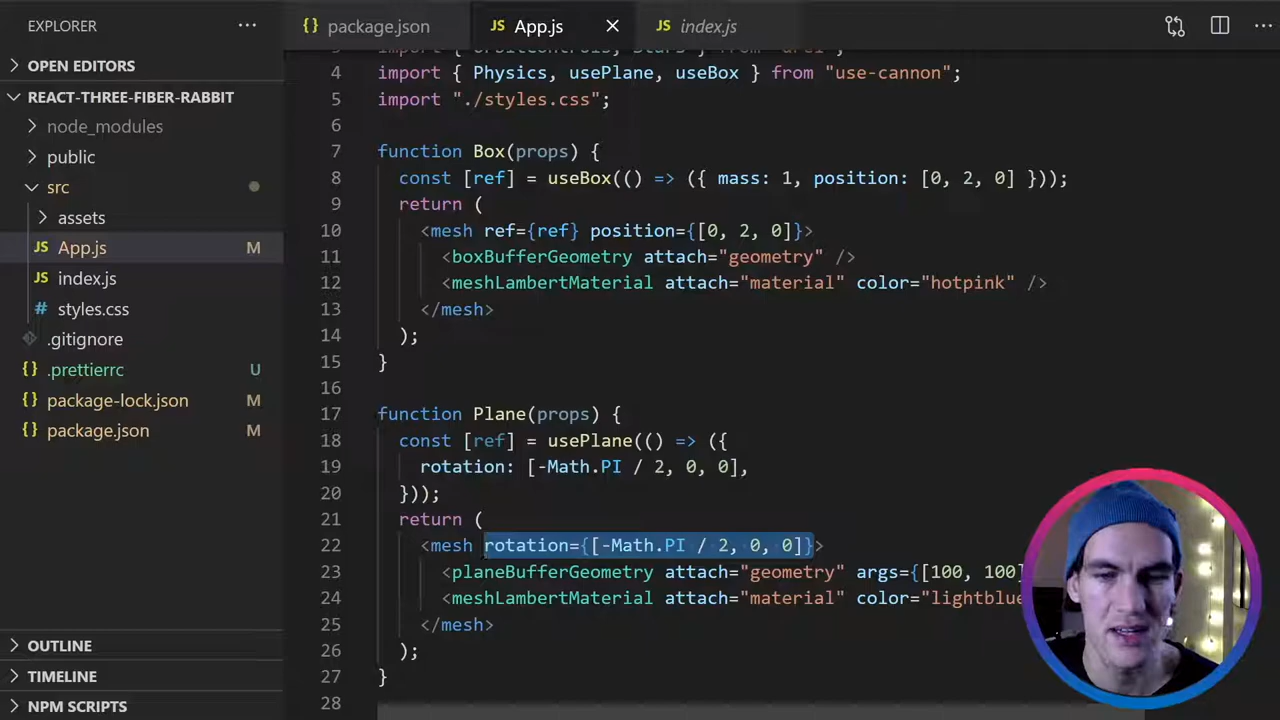 EXPLORER
package.json
App.js
index.js
OPEN EDITORS
REACT-THREE-FIBER-RABBIT
node_modules
public
src
assets
App.js M
index.js
styles.css
.gitignore
.prettierrc U
package-lock.json M
package.json M
OUTLINE
TIMELINE
NPM SCRIPTS
4 import { Physics, usePlane, useBox } from "use-cannon";
5 import "./styles.css";
6
7 function Box(props) {
8 const [ref] = useBox(() => ({ mass: 1, position: [0, 2, 0] }));
9 return (
10 <mesh ref={ref} position={[0, 2, 0]}>
11 <boxBufferGeometry attach="geometry" />
12 <meshLambertMaterial attach="material" color="hotpink" />
13 </mesh>
14 );
15 }
16
17 function Plane(props) {
18 const [ref] = usePlane(() => ({
19 rotation: [-Math.PI / 2, 0, 0],
20 }));
21 return (
22 <mesh rotation={[-Math.PI / 2, 0, 0]}>
23 <planeBufferGeometry attach="geometry" args={[100, 100]
24 <meshLambertMaterial attach="material" color="lightblue
25 </mesh>
26 );
27 }
28